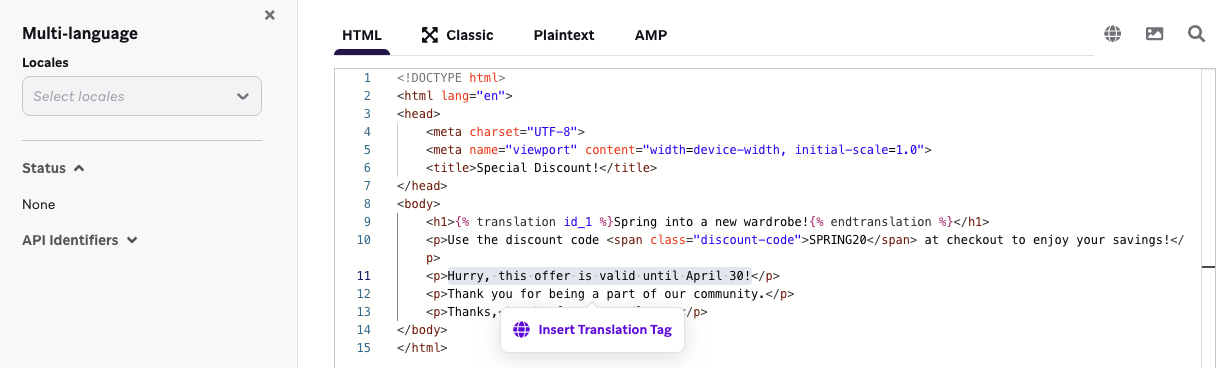 Multi-language
Locales
Select locales
Status
None
API Identifiers
HTML Classic Plaintext AMP
1 <!DOCTYPE html>
2 <html lang="en">
3 <head>
4 <meta charset="UTF-8">
5 <meta name="viewport" content="width=device-width, initial-scale=1.0">
6 <title>Special Discount!</title>
7 </head>
8 <body>
9 <h1>{% translation id_1 %}Spring into a new wardrobe!{% endtranslation %}</h1>
10 <p>Use the discount code <span class="discount-code">SPRING20</span> at checkout to enjoy your savings!</
p>
11 <p>Hurry, this offer is valid until April 30!</p>
12 <p>Thank you for being a part of our community.</p>
13 <p>Thanks, </p>
Insert Translation Tag
14 </body>
15 </html>